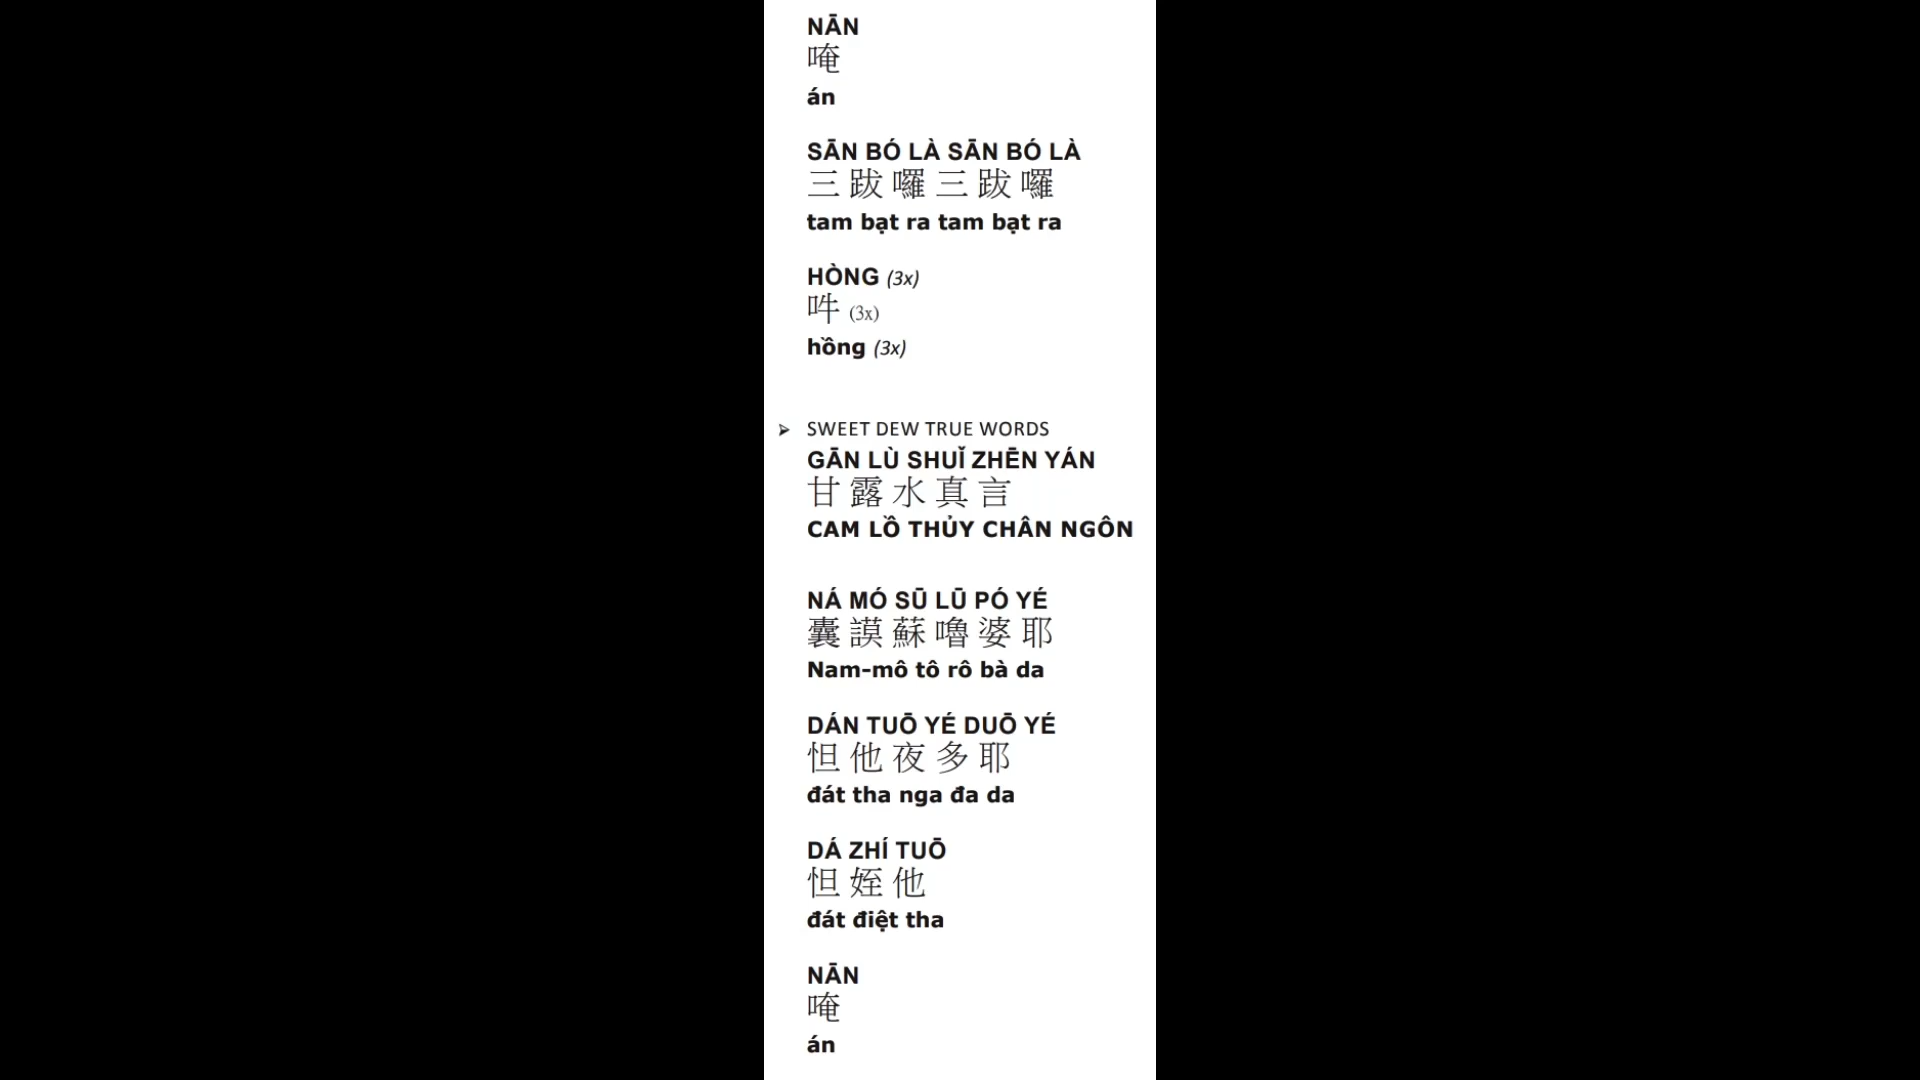 NĀN
唵
án
SĀN BÓ LÀ SĀN BÓ LÀ
三 跋 囉 三 跋 囉
tam bạt ra tam bạt ra
HÒNG (3x)
吽 (3x)
hồng (3x)
➢ SWEET DEW TRUE WORDS
GĀN LÙ SHUǏ ZHĒN YÁN
甘 露 水 真 言
CAM LỒ THỦY CHÂN NGÔN
NÁ MÓ SŪ LŪ PÓ YÉ
囊 謨 蘇 嚕 婆 耶
Nam-mô tô rô bà da
DÁN TUŌ YÉ DUŌ YÉ
怛 他 夜 多 耶
đát tha nga đa da
DÁ ZHÍ TUŌ
怛 姪 他
đát điệt tha
NĀN
唵
án